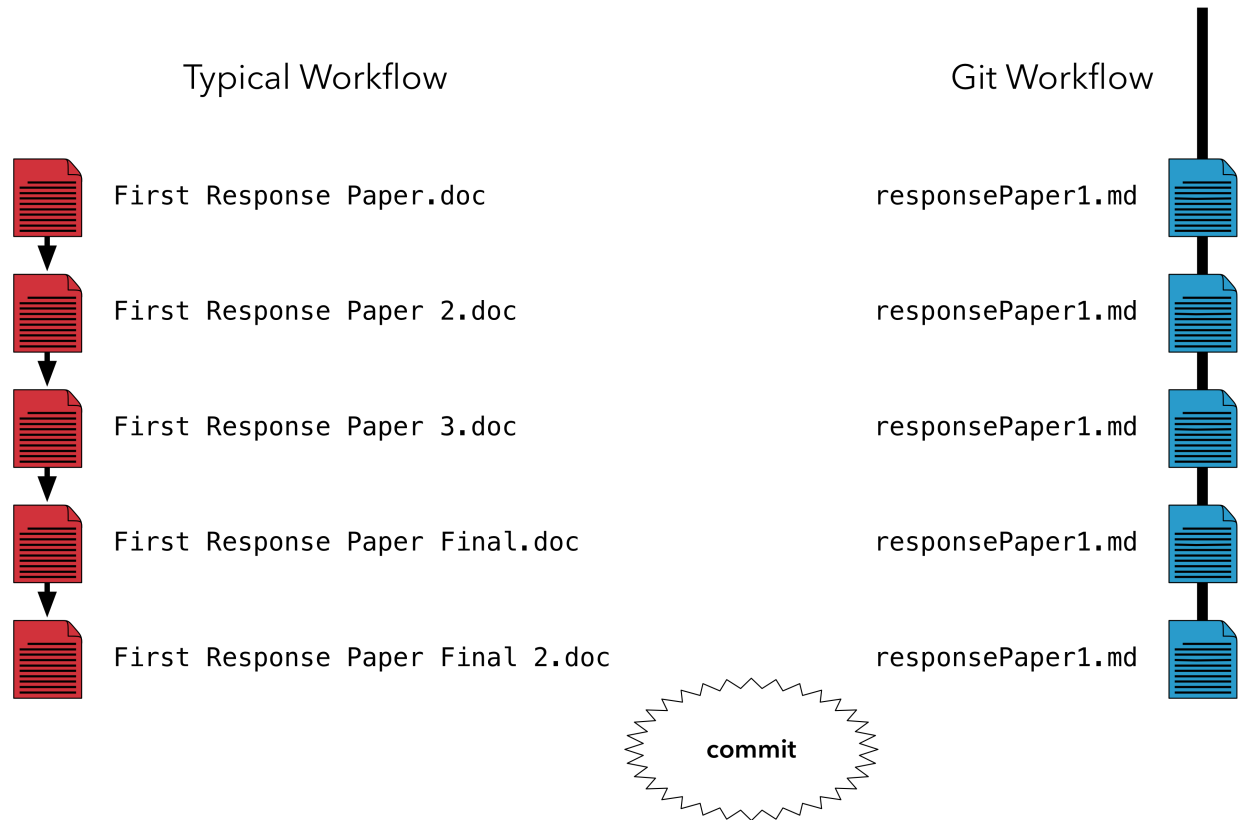 Typical Workflow
Git Workflow
First Response Paper.doc
responsePaper1.md
First Response Paper 2.doc
responsePaper1.md
First Response Paper 3.doc
responsePaper1.md
First Response Paper Final.doc
responsePaper1.md
First Response Paper Final 2.doc
responsePaper1.md
commit